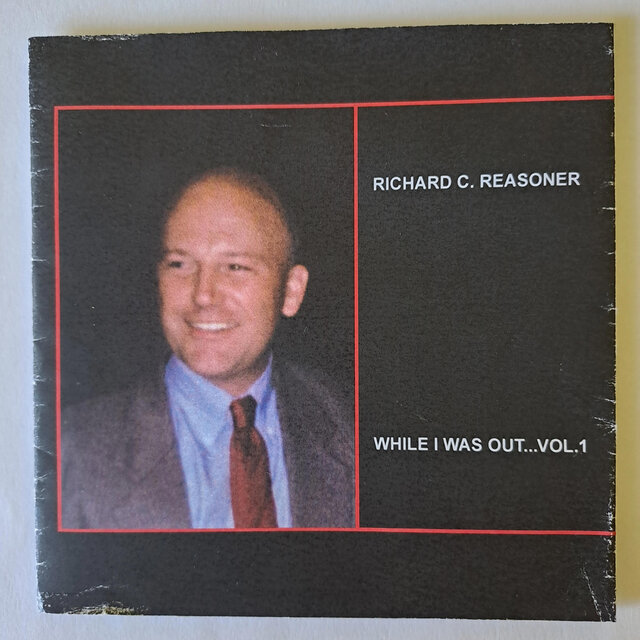 RICHARD C. REASONER
WHILE I WAS OUT...VOL.1